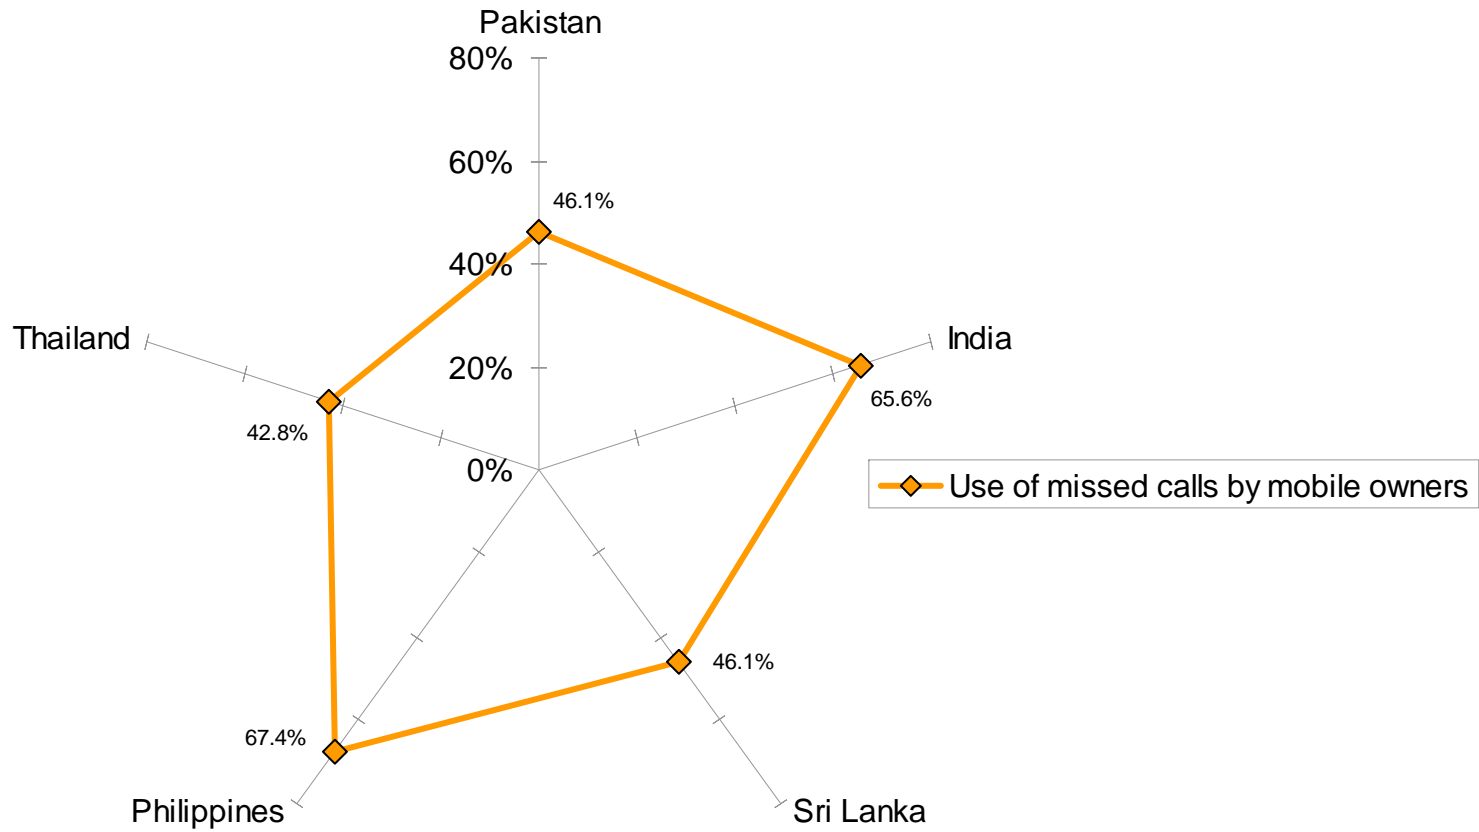 Pakistan
80%
60%
46.1%
40%
Thailand
India
20%
65.6%
42.8%
0%
Use of missed calls by mobile owners
46.1%
67.4%
Philippines
Sri Lanka